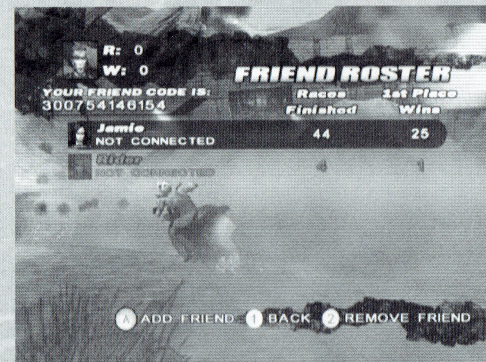 R: 0
W: 0
FRIEND ROSTER
YOUR FRIEND CODE IS:
300754146154
Races Finished
1st Place Wins
Jamie
NOT CONNECTED
44
25
Rider
NOT CONNECTED
4
1
A ADD FRIEND 1 BACK 2 REMOVE FRIEND